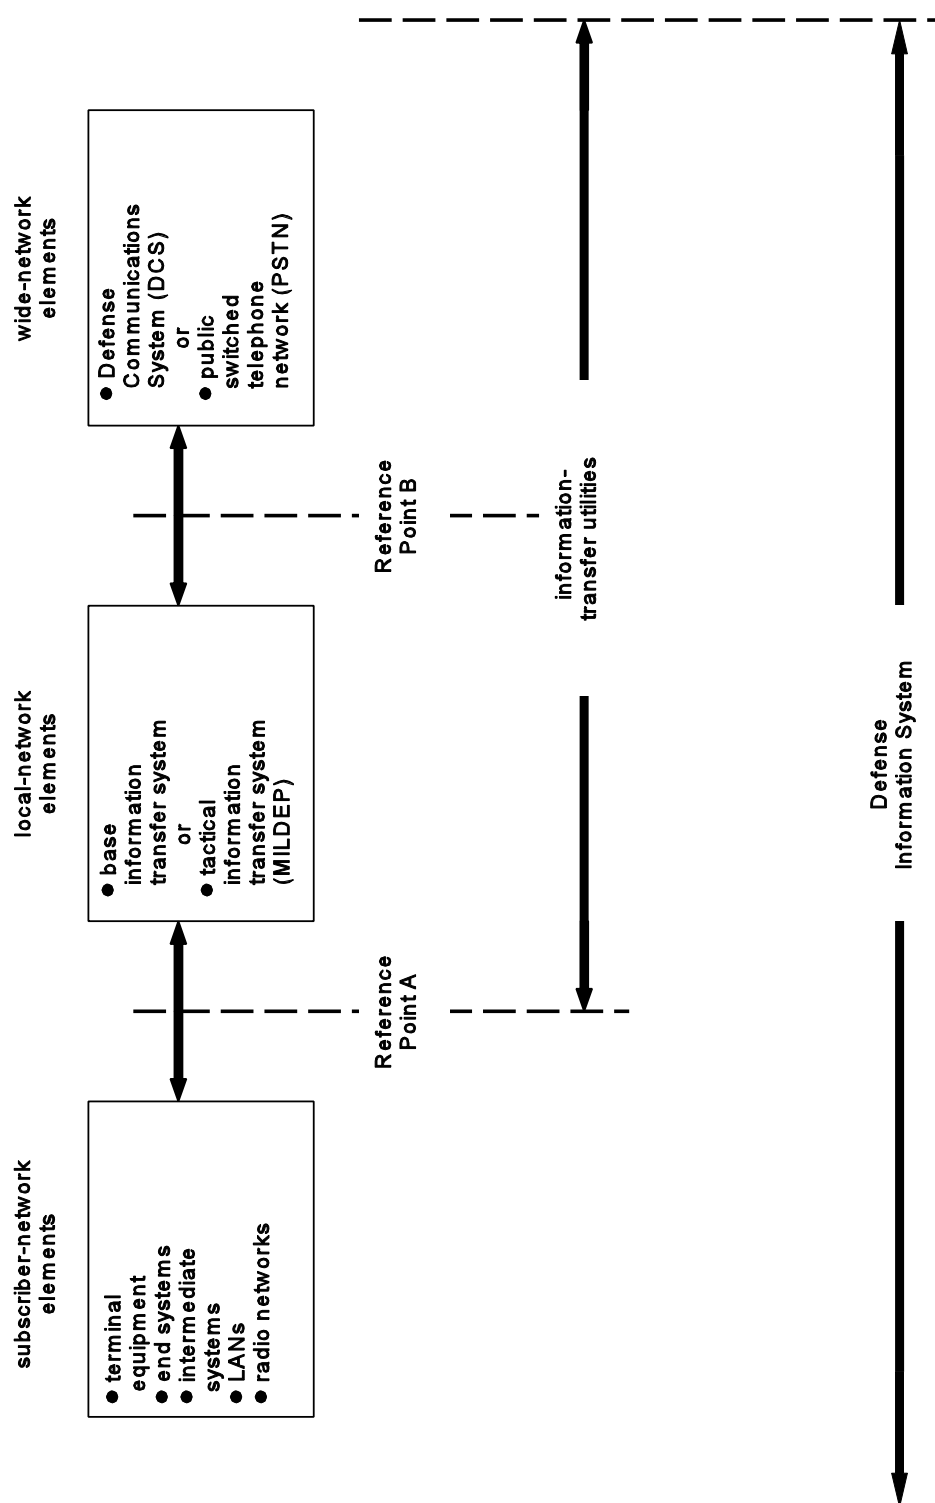 subscriber-network
elements
local-network
elements
wide-network
elements
● terminal
equipment
● end systems
● intermediate
systems
● LANs
● radio networks
● base
information
transfer system
or
● tactical
information
transfer system
(MILDEP)
● Defense
Communications
System (DCS)
or
● public
switched
telephone
network (PSTN)
Reference
Point A
Reference
Point B
information-
transfer utilities
Defense
Information System